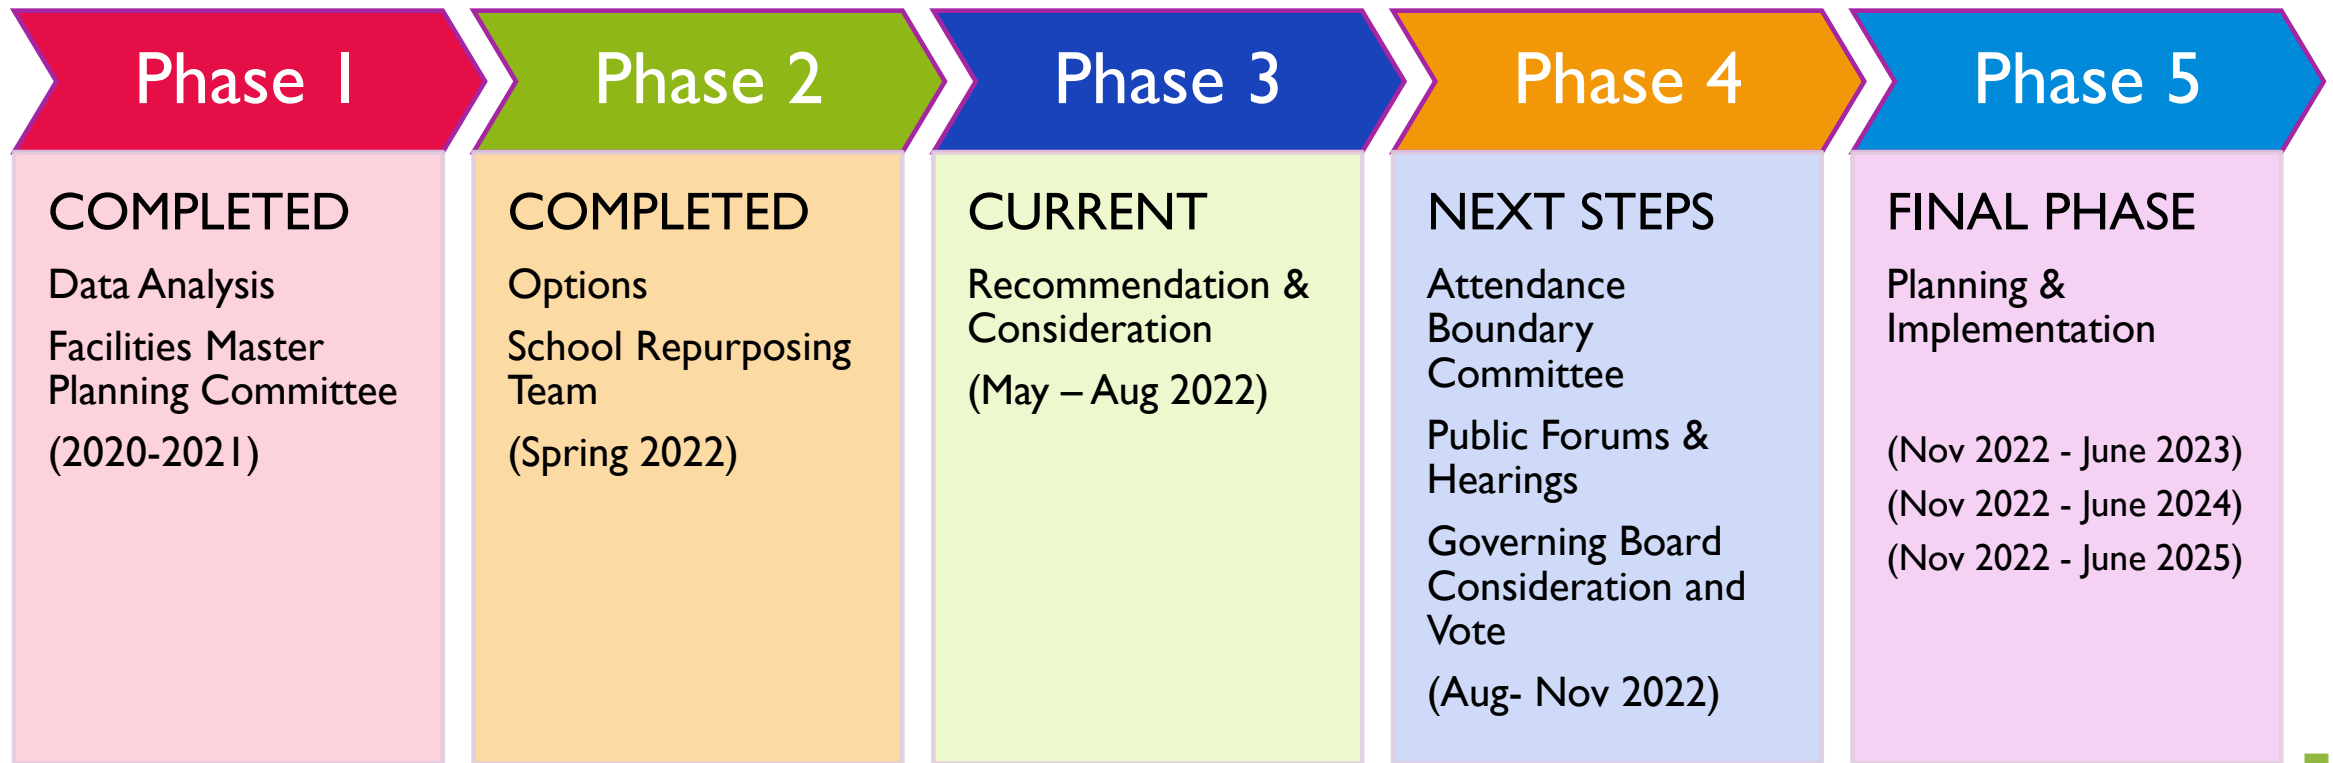 Phase 1
COMPLETED
Data Analysis
Facilities Master
Planning Committee
(2020-2021)
Phase 2
COMPLETED
Options
School Repurposing
Team
(Spring 2022)
Phase 3
CURRENT
Recommendation &
Consideration
(May – Aug 2022)
Phase 4
NEXT STEPS
Attendance
Boundary
Committee
Public Forums &
Hearings
Governing Board
Consideration and
Vote
(Aug- Nov 2022)
Phase 5
FINAL PHASE
Planning &
Implementation
(Nov 2022 - June 2023)
(Nov 2022 - June 2024)
(Nov 2022 - June 2025)